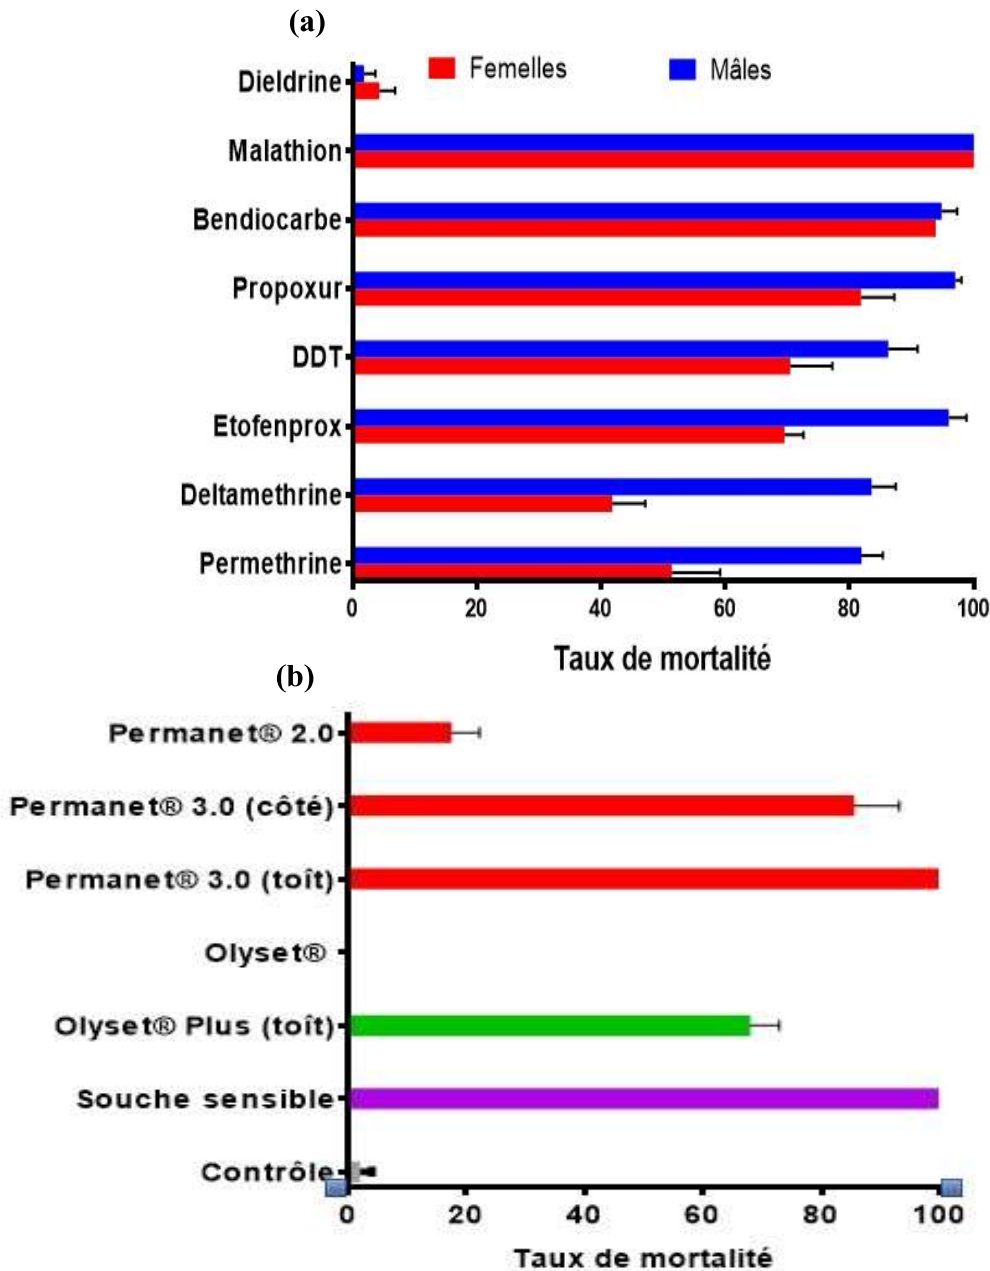 (a)
Femelles Mâles
Dieldrine
Malathion
Bendiocarbe
Propoxur
DDT
Etofenprox
Deltamethrine
Permethrine
0 20 40 60 80 100
Taux de mortalité
(b)
Permanet® 2.0
Permanet® 3.0 (côté)
Permanet® 3.0 (toît)
Olyset®
Olyset® Plus (toît)
Souche sensible
Contrôle
0 20 40 60 80 100
Taux de mortalité